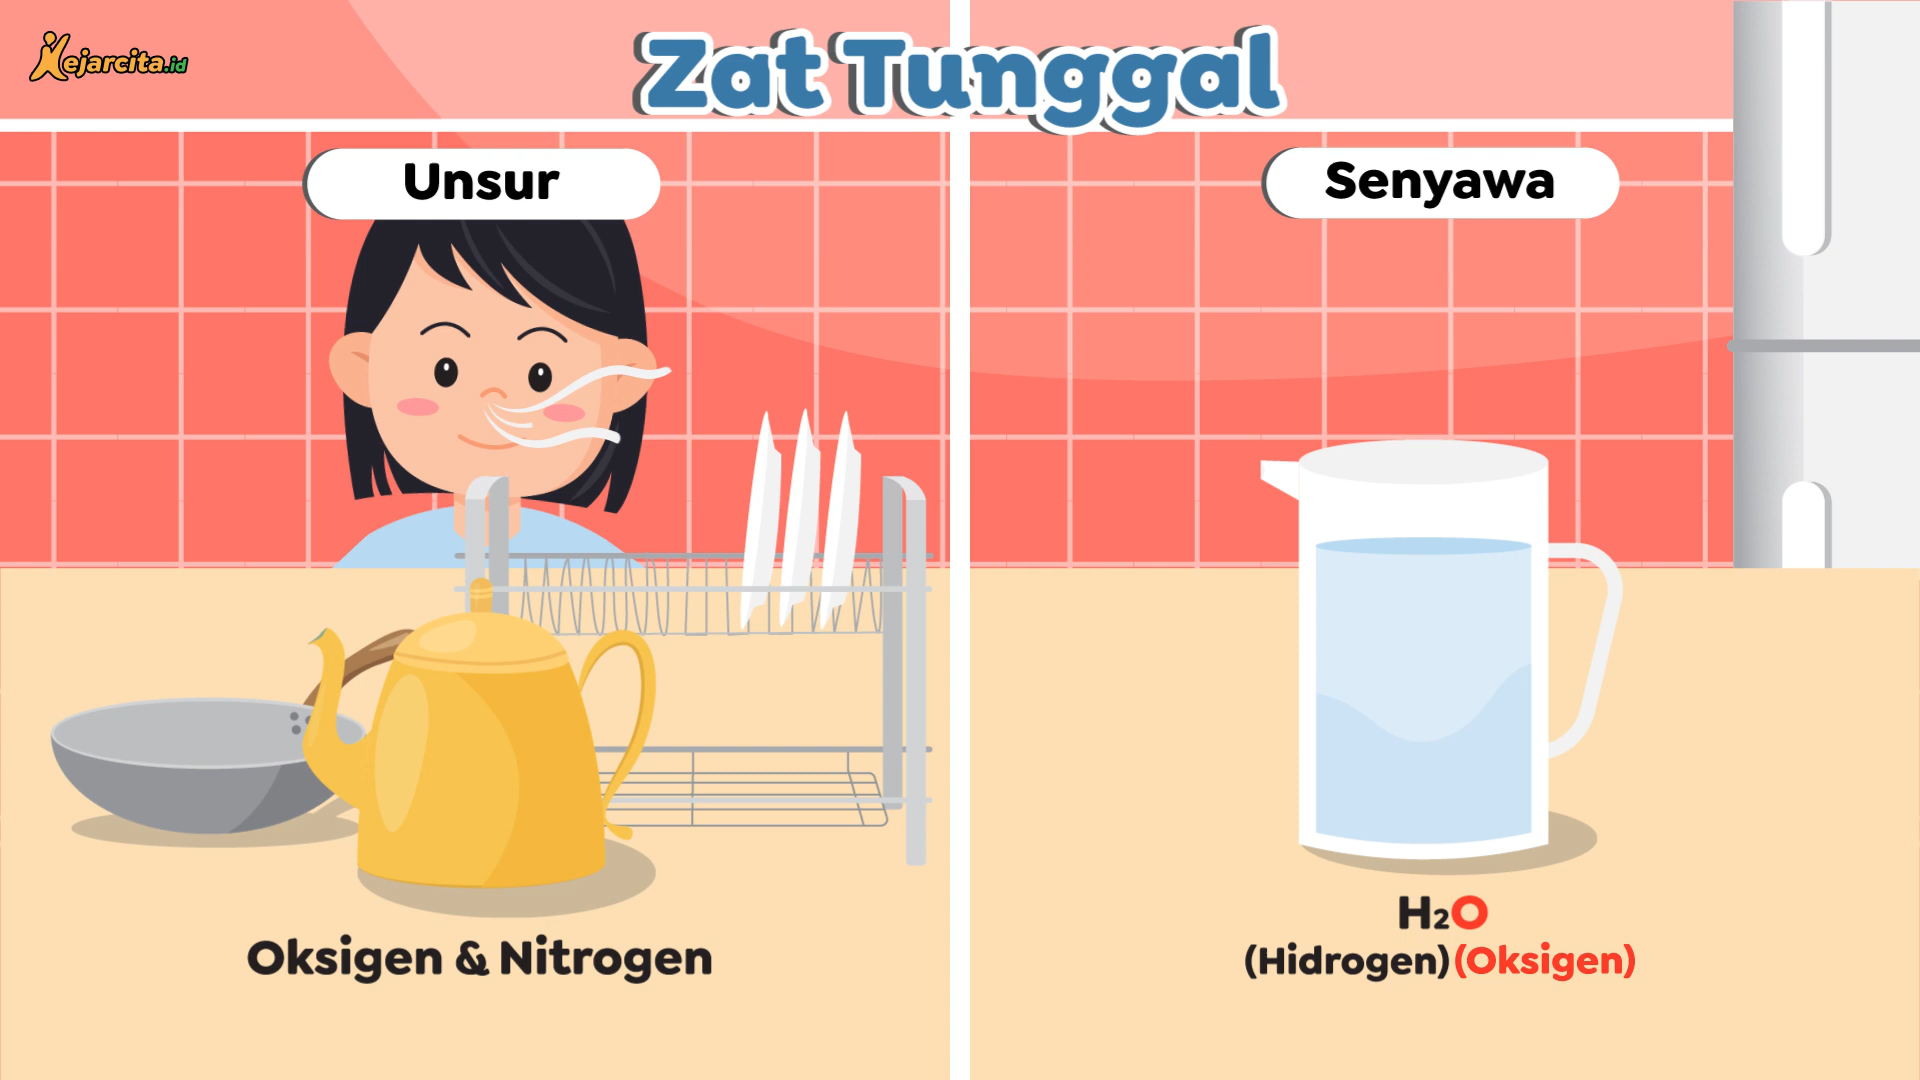 Kejarcita.id
Zat Tunggal
Unsur
Senyawa
Oksigen & Nitrogen
H₂O
(Hidrogen)(Oksigen)